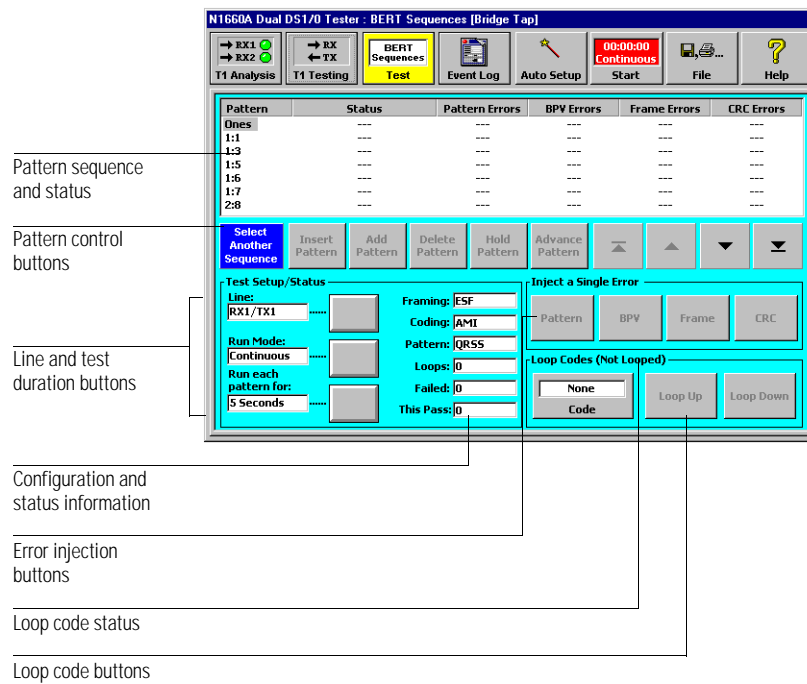 N1660A Dual DS1/0 Tester : BERT Sequences [Bridge Tap]
RX1
RX2
T1 Analysis
RX
TX
T1 Testing
BERT
Sequences
Test
Event Log
Auto Setup
00:00:00
Continuous
Start
File
Help
Pattern Status Pattern Errors BPV Errors Frame Errors CRC Errors
Ones --- --- --- --- ---
1:1 --- --- --- --- ---
1:3 --- --- --- --- ---
1:5 --- --- --- --- ---
1:6 --- --- --- --- ---
1:7 --- --- --- --- ---
2:8 --- --- --- --- ---
Pattern sequence
and status
Pattern control
buttons
Select
Another
Sequence
Insert
Pattern
Add
Pattern
Delete
Pattern
Hold
Pattern
Advance
Pattern
Test Setup/Status
Line:
RX1/TX1 ......
Run Mode:
Continuous ......
Run each
pattern for:
5 Seconds ......
Framing: ESF
Coding: AMI
Pattern: QRSS
Loops: 0
Failed: 0
This Pass: 0
Inject a Single Error
Pattern
BPV
Frame
CRC
Loop Codes (Not Looped)
None
Code
Loop Up
Loop Down
Line and test
duration buttons
Configuration and
status information
Error injection
buttons
Loop code status
Loop code buttons